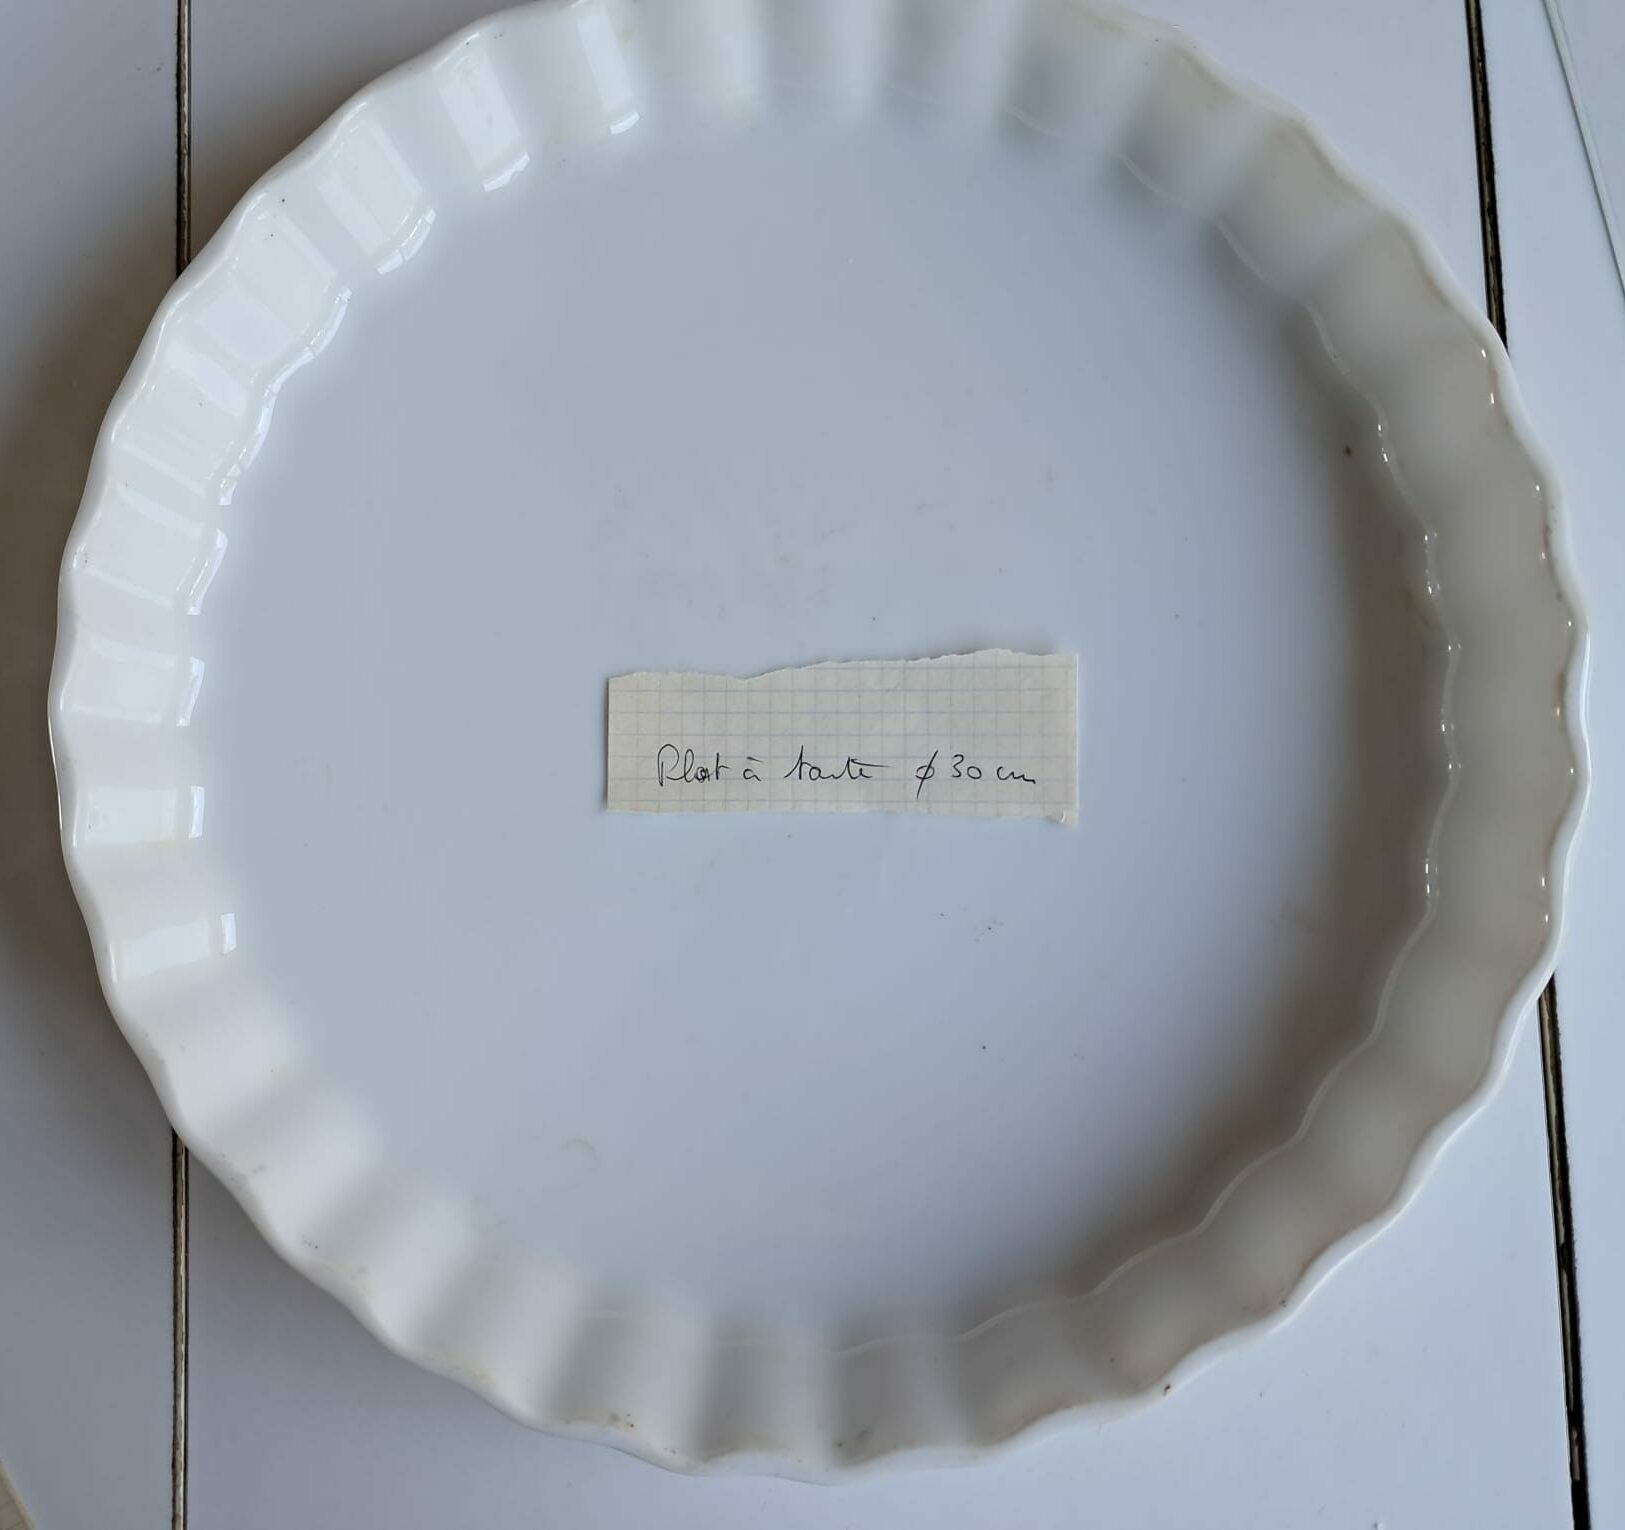 Plat à tarte ϕ 30 cm